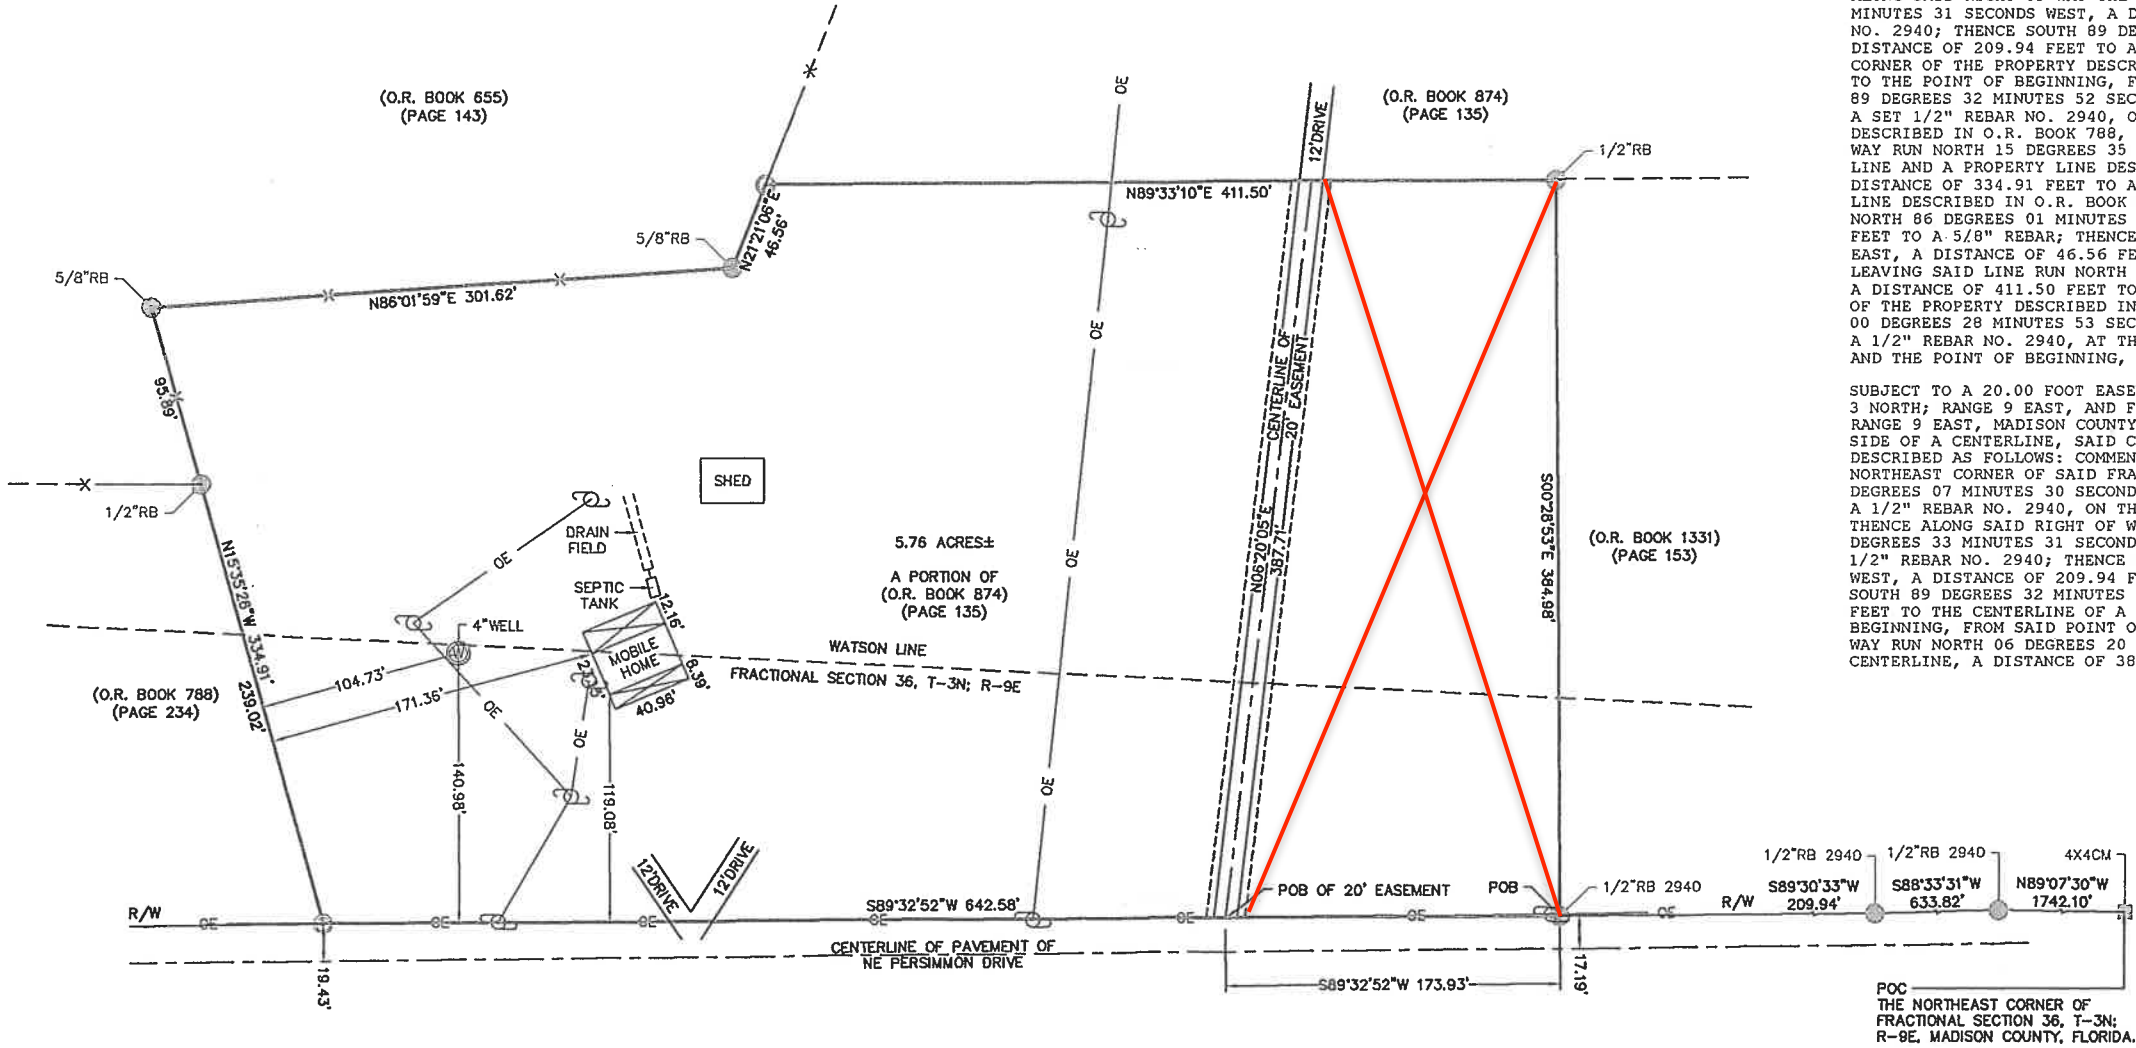 (O.R. BOOK 655)
(PAGE 143)
OE
12'DRIVE
(O.R. BOOK 874)
(PAGE 135)
1/2"RB
N89°33'10"E 411.50'
N21°21'06"E
46.56'
5/8"RB
5/8"RB
N86°01'59"E 301.62'
95.89'
X
1/2"RB
N15°35'28"W 334.91'
239.02'
(O.R. BOOK 788)
(PAGE 234)
SHED
DRAIN
FIELD
SEPTIC
TANK
OE
4"WELL
W
104.73'
171.36'
140.98'
119.08'
MOBILE
HOME
12.16'
8.39'
40.96'
OE
OE
5.76 ACRES±
A PORTION OF
(O.R. BOOK 874)
(PAGE 135)
WATSON LINE
FRACTIONAL SECTION 36, T-3N; R-9E
OE
OE
OE
CENTERLINE OF
20' EASEMENT
N06°20'05"E
387.71'
S00°28'53"E 384.98'
(O.R. BOOK 1331)
(PAGE 153)
12'DRIVE
12'DRIVE
R/W
OE
OE
OE
S89°32'52"W 642.58'
OE
OE
POB OF 20' EASEMENT
OE
POB
1/2"RB 2940
OE
R/W
1/2"RB 2940
1/2"RB 2940
4X4CM
S89°30'33"W
209.94'
S88°33'31"W
633.82'
N89°07'30"W
1742.10'
CENTERLINE OF PAVEMENT OF
NE PERSIMMON DRIVE
19.43'
S89°32'52"W 173.93'
17.19'
POC
THE NORTHEAST CORNER OF
FRACTIONAL SECTION 36, T-3N;
R-9E, MADISON COUNTY, FLORIDA.
MINUTES 31 SECONDS WEST, A D
NO. 2940; THENCE SOUTH 89 DE
DISTANCE OF 209.94 FEET TO A
CORNER OF THE PROPERTY DESCR
TO THE POINT OF BEGINNING, F
89 DEGREES 32 MINUTES 52 SEC
A SET 1/2" REBAR NO. 2940, O
DESCRIBED IN O.R. BOOK 788,
WAY RUN NORTH 15 DEGREES 35
LINE AND A PROPERTY LINE DES
DISTANCE OF 334.91 FEET TO A
LINE DESCRIBED IN O.R. BOOK
NORTH 86 DEGREES 01 MINUTES
FEET TO A 5/8" REBAR; THENCE
EAST, A DISTANCE OF 46.56 FE
LEAVING SAID LINE RUN NORTH
A DISTANCE OF 411.50 FEET TO
OF THE PROPERTY DESCRIBED IN
00 DEGREES 28 MINUTES 53 SEC
A 1/2" REBAR NO. 2940, AT TH
AND THE POINT OF BEGINNING,
SUBJECT TO A 20.00 FOOT EASE
3 NORTH; RANGE 9 EAST, AND F
RANGE 9 EAST, MADISON COUNTY
SIDE OF A CENTERLINE, SAID C
DESCRIBED AS FOLLOWS: COMMEN
NORTHEAST CORNER OF SAID FRA
DEGREES 07 MINUTES 30 SECOND
A 1/2" REBAR NO. 2940, ON TH
THENCE ALONG SAID RIGHT OF W
DEGREES 33 MINUTES 31 SECOND
1/2" REBAR NO. 2940; THENCE
WEST, A DISTANCE OF 209.94 F
SOUTH 89 DEGREES 32 MINUTES
FEET TO THE CENTERLINE OF A
BEGINNING, FROM SAID POINT O
WAY RUN NORTH 06 DEGREES 20
CENTERLINE, A DISTANCE OF 38